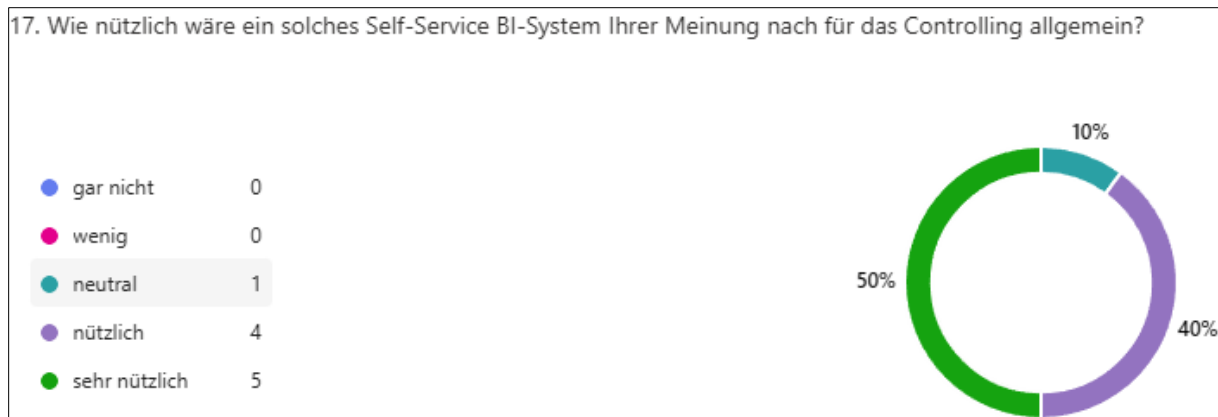 17. Wie nützlich wäre ein solches Self-Service BI-System Ihrer Meinung nach für das Controlling allgemein?
gar nicht 0
wenig 0
neutral 1
nützlich 4
sehr nützlich 5
10%
50%
40%